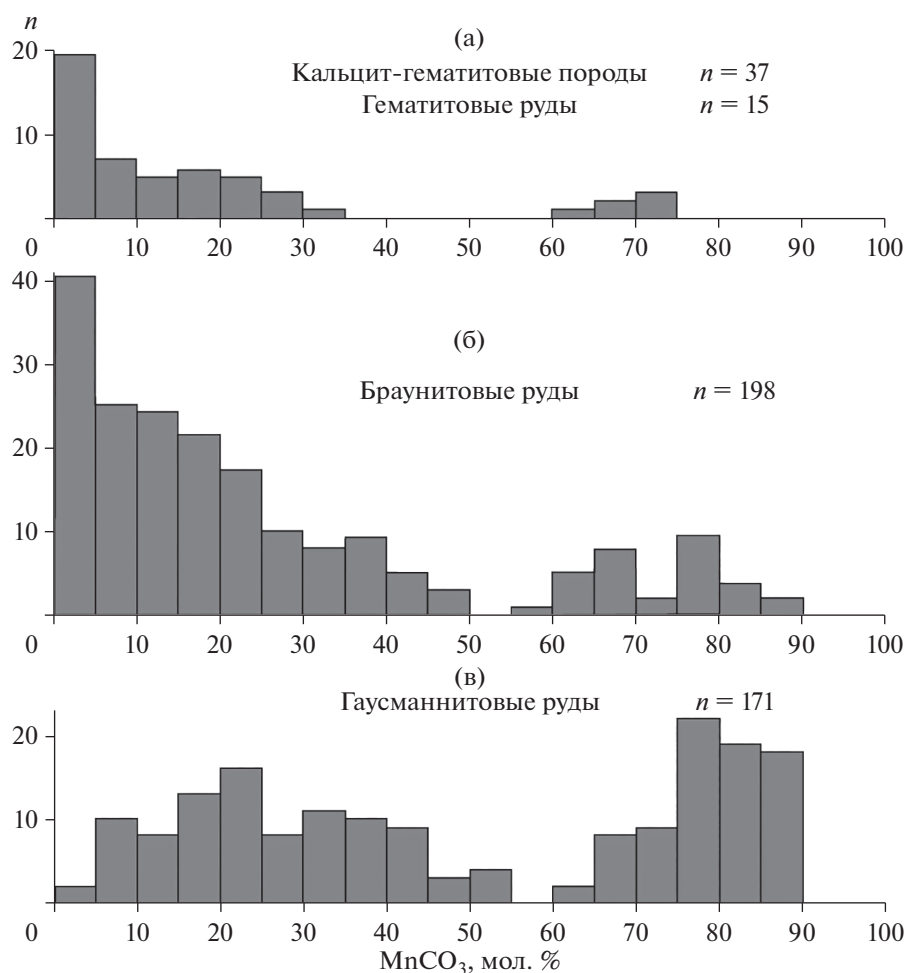 n
(а)
20
Кальцит-гематитовые породы n = 37
Гематитовые руды n = 15
10
0 10 20 30 40 50 60 70 80 90 100
40
(б)
30
Браунитовые руды n = 198
20
10
0 10 20 30 40 50 60 70 80 90 100
(в)
Гаусманнитовые руды n = 171
20
10
0 10 20 30 40 50 60 70 80 90 100
MnCO₃, мол. %